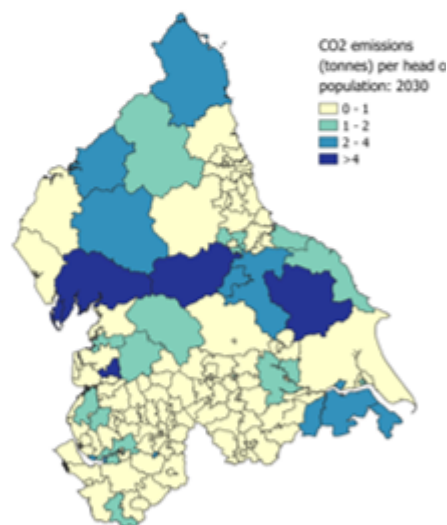 CO2 emissions
(tonnes) per head o
population: 2030
0 - 1
1 - 2
2 - 4
>4